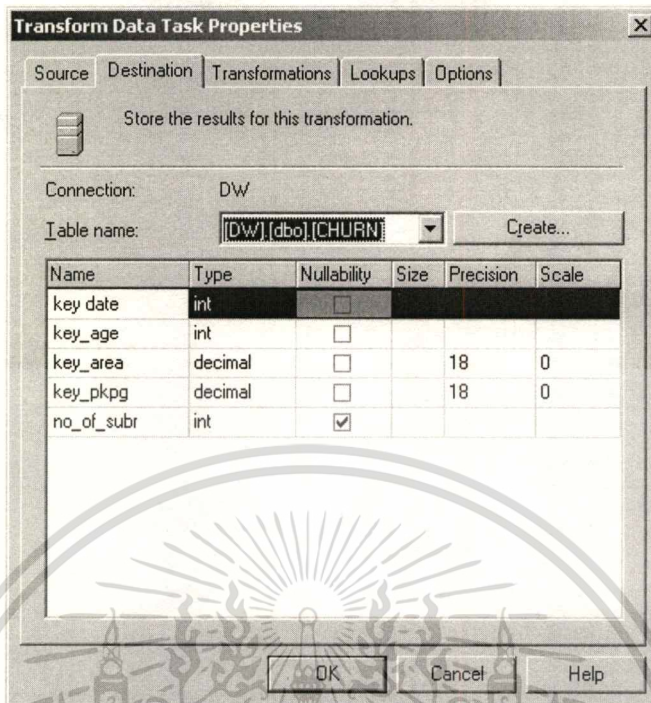 Transform Data Task Properties
Source Destination Transformations Lookups Options
Store the results for this transformation.
Connection: DW
Table name: [DW].[dbo].[CHURN] Create...
Name Type Nullability Size Precision Scale
key date int
key_age int
key_area decimal 18 0
key_pkpg decimal 18 0
no_of_subr int
OK Cancel Help